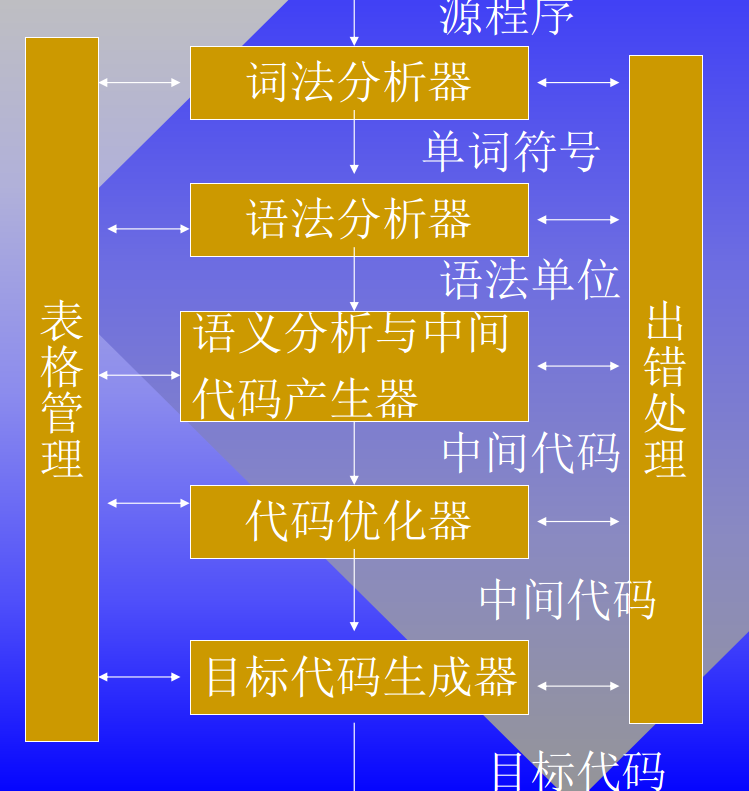 源程序
词法分析器
单词符号
语法分析器
语法单位
语义分析与中间
代码产生器
中间代码
代码优化器
中间代码
目标代码生成器
目标代码
表格管理
出错处理